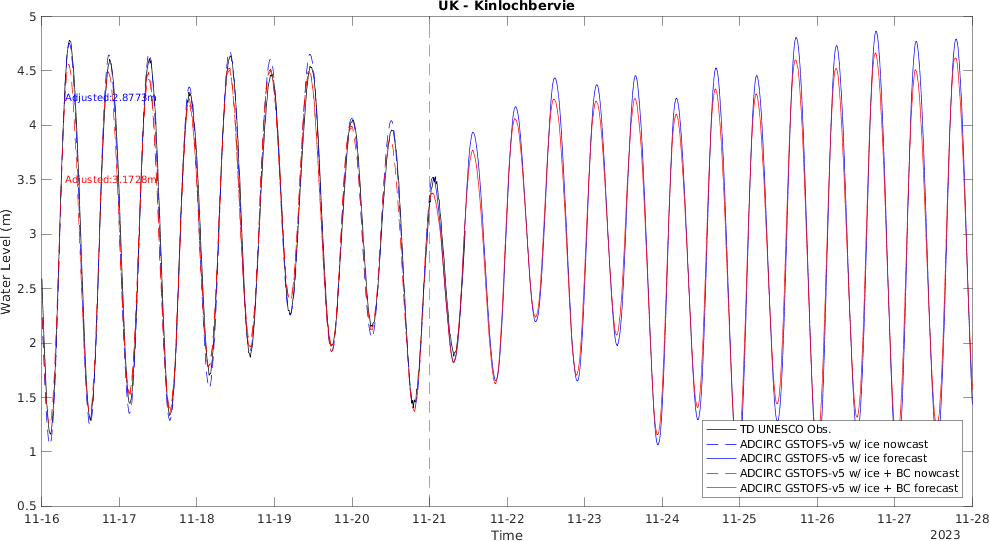 UK - Kinlochbervie
5
4.5
4
3.5
3
2.5
2
1.5
1
0.5
Water Level (m)
Adjusted:2.8773m
Adjusted:3.1728m
TD UNESCO Obs.
ADCIRC GSTOFS-v5 w/ ice nowcast
ADCIRC GSTOFS-v5 w/ ice forecast
ADCIRC GSTOFS-v5 w/ ice + BC nowcast
ADCIRC GSTOFS-v5 w/ ice + BC forecast
11-16 11-17 11-18 11-19 11-20 11-21 11-22 11-23 11-24 11-25 11-26 11-27 11-28
Time
2023